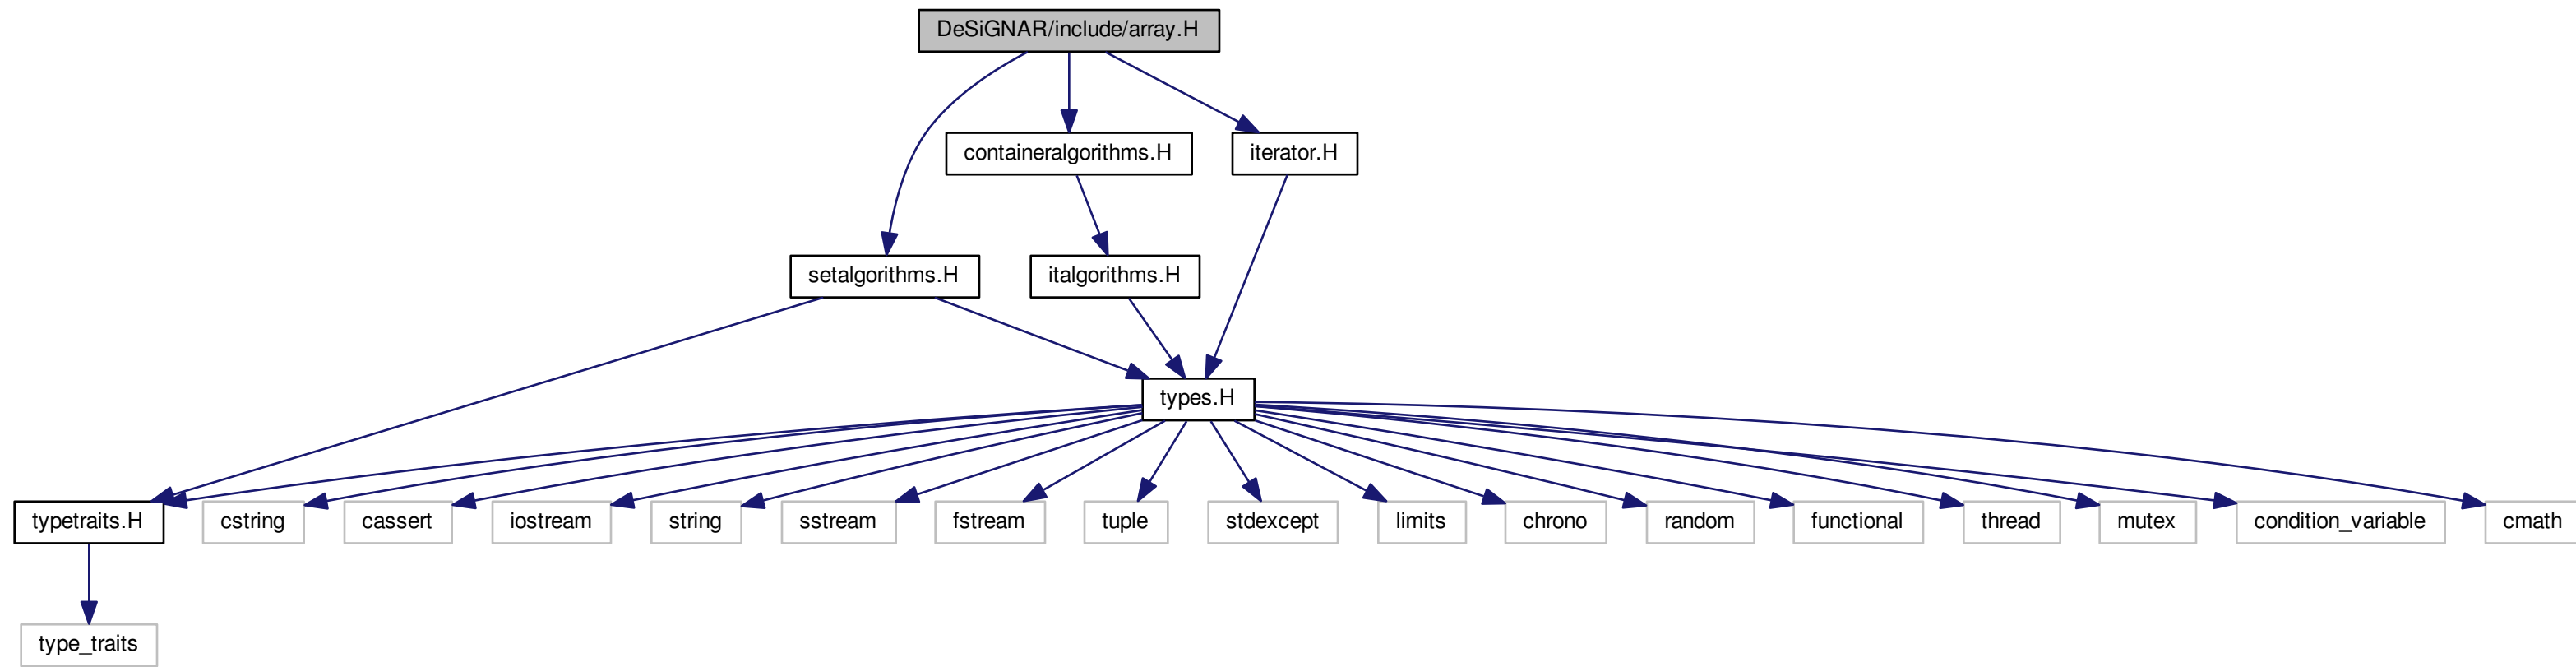 DeSiGNAR/include/array.H
containeralgorithms.H
iterator.H
setalgorithms.H
italgorithms.H
types.H
typetraits.H
cstring
cassert
iostream
string
sstream
fstream
tuple
stdexcept
limits
chrono
random
functional
thread
mutex
condition_variable
cmath
type_traits